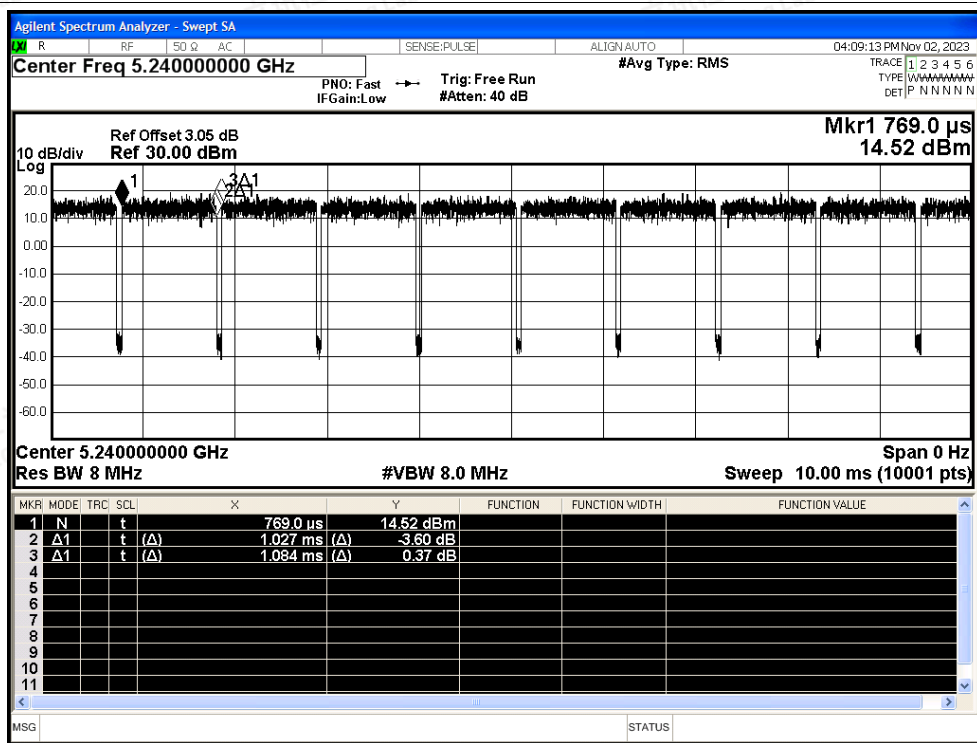 Agilent Spectrum Analyzer - Swept SA
LXI R RF 50 Ω AC SENSE:PULSE ALIGN AUTO 04:09:13 PM Nov 02, 2023
Center Freq 5.240000000 GHz #Avg Type: RMS TRACE 1 2 3 4 5 6
PNO: Fast Trig: Free Run TYPE WWWWWW
IFGain:Low #Atten: 40 dB DET P N N N N N
Mkr1 769.0 µs
14.52 dBm
Ref Offset 3.05 dB
10 dB/div Ref 30.00 dBm
Log
1 3Δ1
2Δ1
20.0
10.0
0.00
-10.0
-20.0
-30.0
-40.0
-50.0
-60.0
Center 5.240000000 GHz Span 0 Hz
Res BW 8 MHz #VBW 8.0 MHz Sweep 10.00 ms (10001 pts)
MKR MODE TRC SCL X Y FUNCTION FUNCTION WIDTH FUNCTION VALUE
1 N t 769.0 µs 14.52 dBm
2 Δ1 t (Δ) 1.027 ms (Δ) -3.60 dB
3 Δ1 t (Δ) 1.084 ms (Δ) 0.37 dB
4
5
6
7
8
9
10
11
MSG STATUS